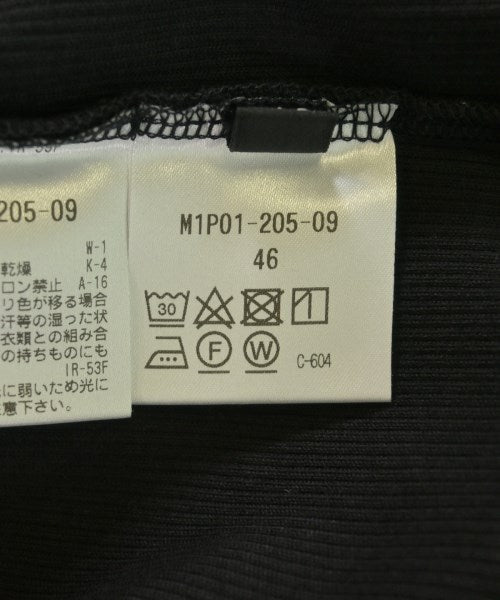 205-09
W-1
乾燥 K-4
ロン禁止 A-16
リ色が移る場合
汗等の湿った状
衣類との組み合
の持ちものにも
IR-53F
に弱いため光に
意下さい。
M1P01-205-09
46
30
F W C-604